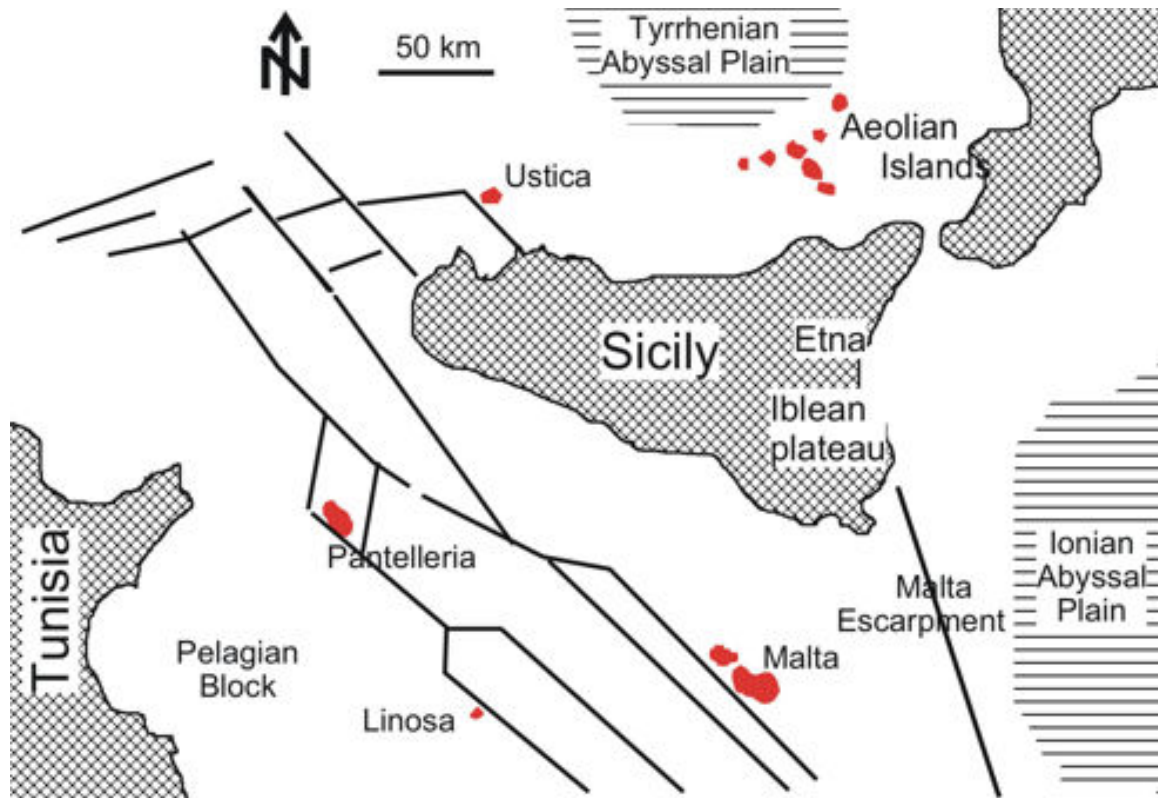 Tyrrhenian
Abyssal Plain
N
50 km
Aeolian
Islands
Ustica
Sicily
Etna
Iblean
plateau
Tunisia
Pantelleria
Ionian
Abyssal
Plain
Malta
Escarpment
Pelagian
Block
Malta
Linosa